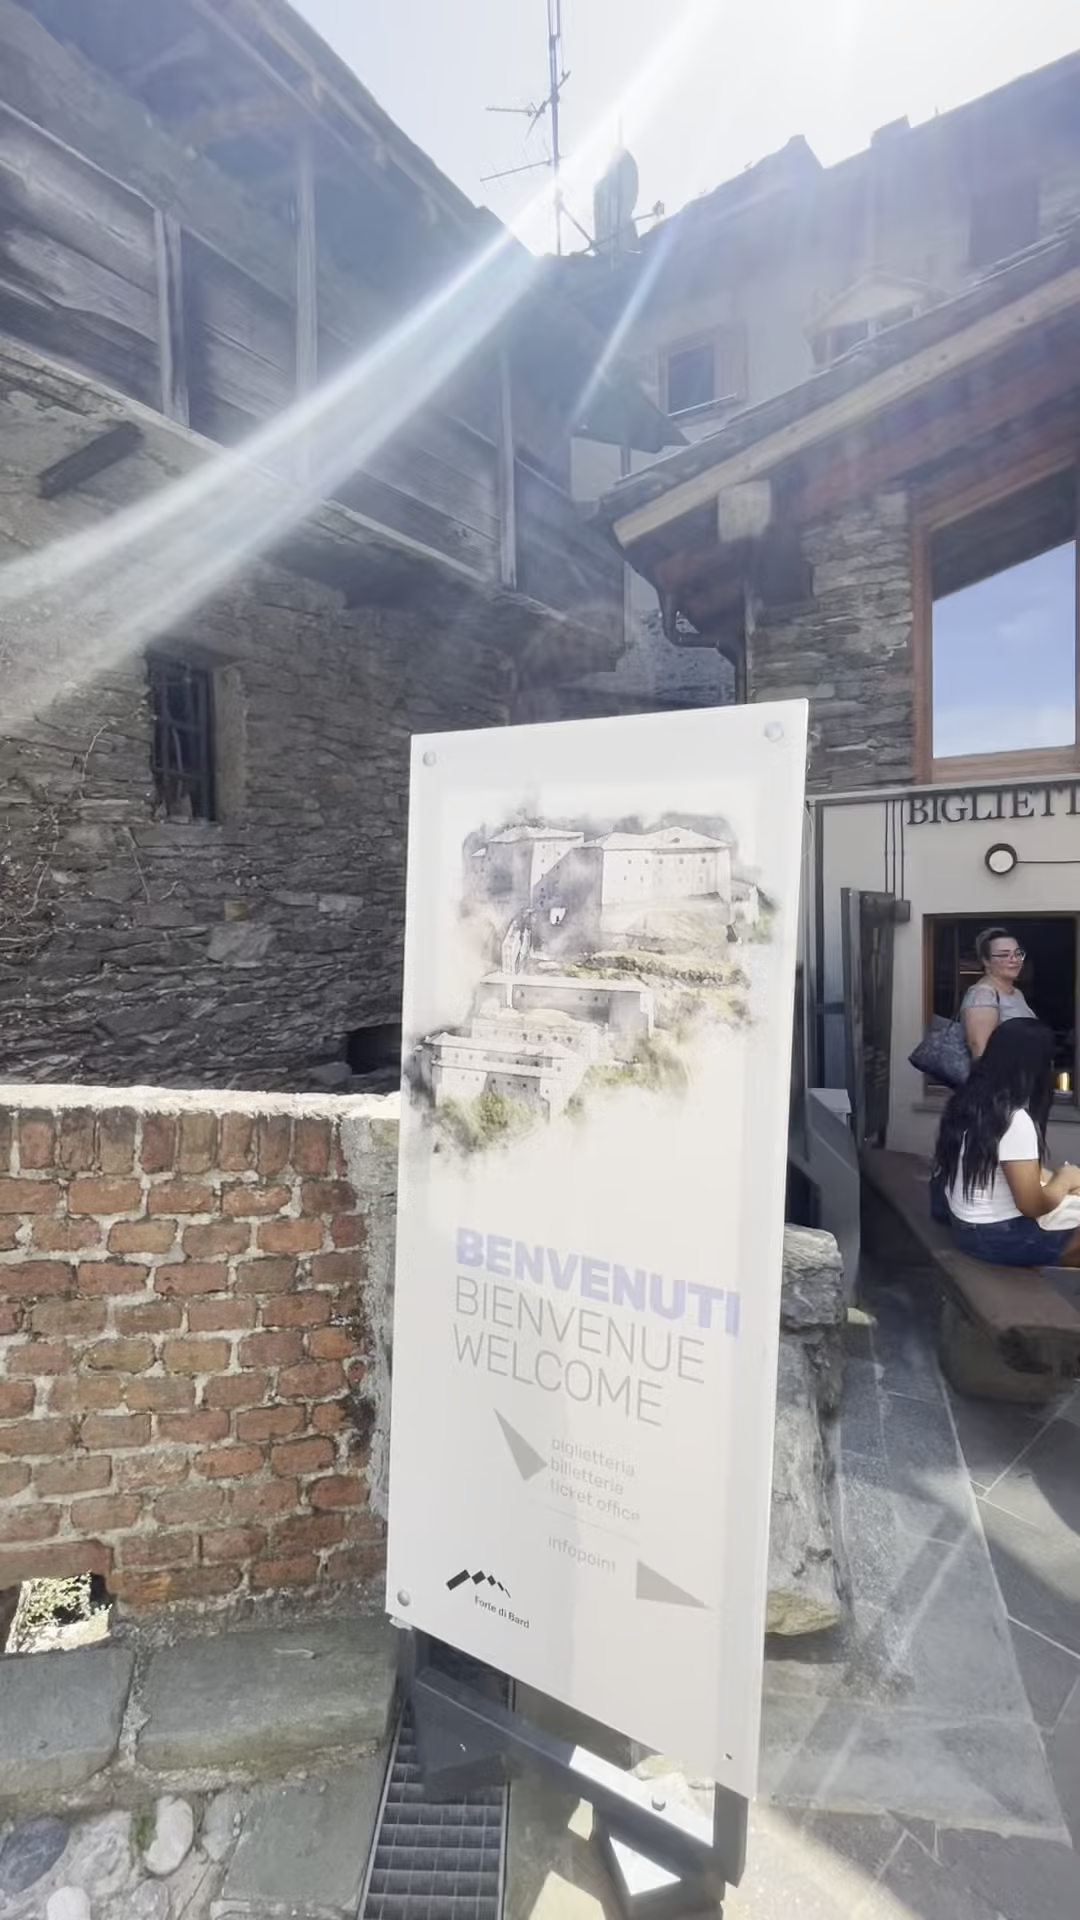 BIGLIETT
BENVENUTI
BIENVENUE
WELCOME
biglietteria
billetterie
ticket office
infopoint
Forte di Bard